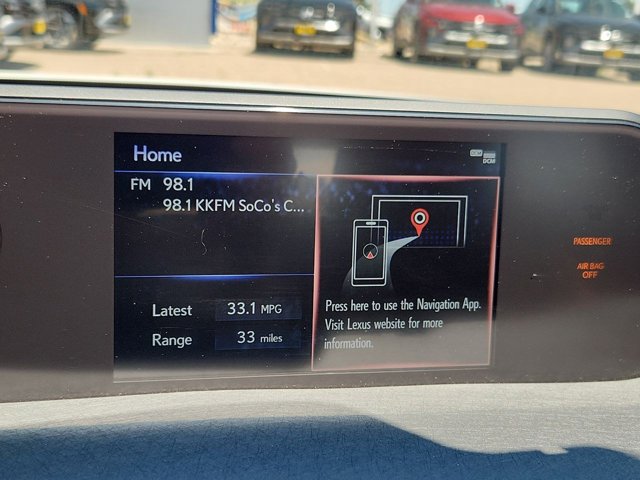 Home
DCM
FM 98.1
98.1 KKFM SoCo's C...
Press here to use the Navigation App.
Visit Lexus website for more
information.
Latest 33.1 MPG
Range 33 miles
PASSENGER
AIR BAG
OFF